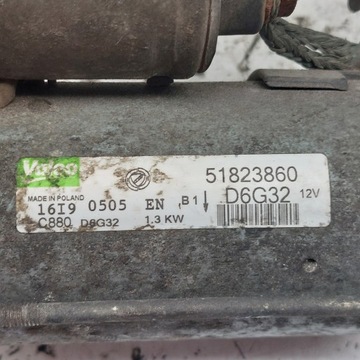 Valeo
MADE IN POLAND
51823860
16I9 0505 EN B1 D6G32 12V
C880 D6G32 1.3 KW